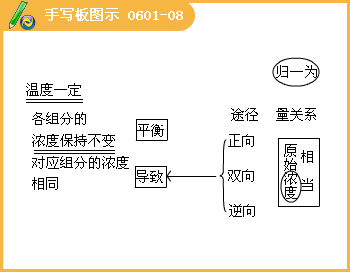 手写板图示 0601-08
归一为
温度一定
各组分的
浓度保持不变
平衡
对应组分的浓度
相同
导致
途径
正向
双向
逆向
量关系
原始浓度
相当